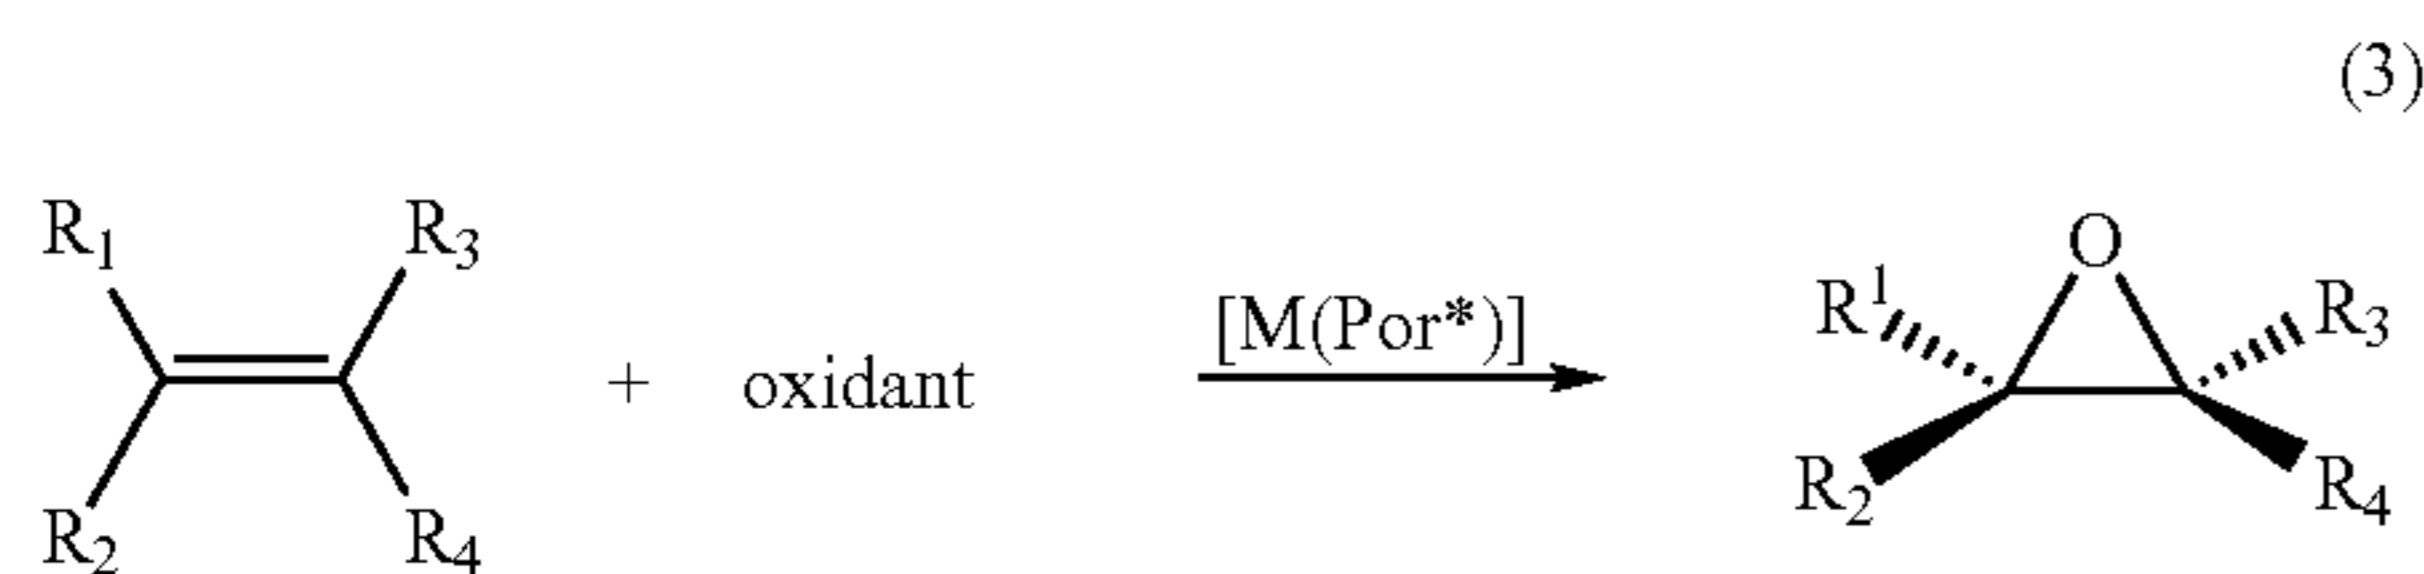 (3)
R1 R3 O
[M(Por*)] R¹ R3
+ oxidant
R2 R4 R2 R4